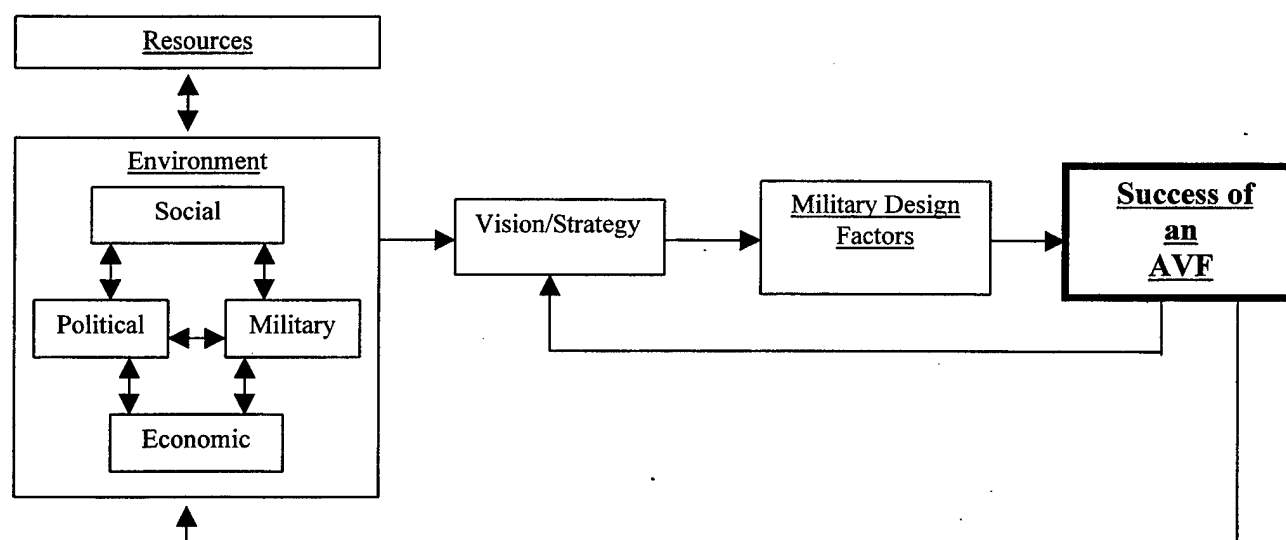 Resources
Environment
Social
Political
Military
Economic
Vision/Strategy
Military Design
Factors
Success of
an
AVF